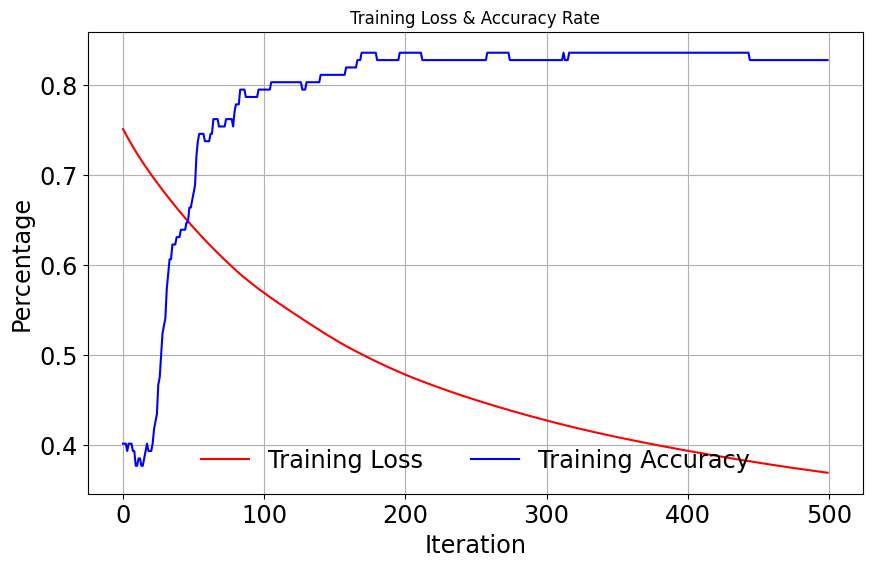 Training Loss & Accuracy Rate
Percentage
0.8
0.7
0.6
0.5
0.4
Training Loss
Training Accuracy
0
100
200
300
400
500
Iteration